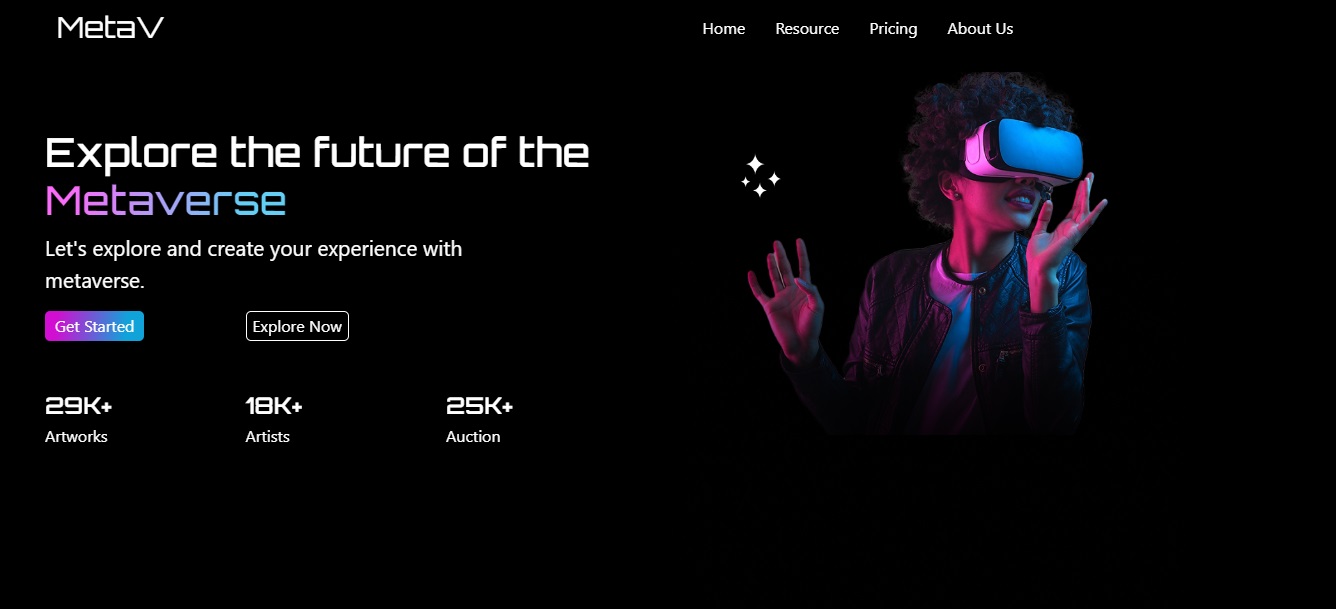 MetaV
Home Resource Pricing About Us
Explore the future of the
Metaverse
Let's explore and create your experience with
metaverse.
Get Started Explore Now
29K+ 18K+ 25K+
Artworks Artists Auction